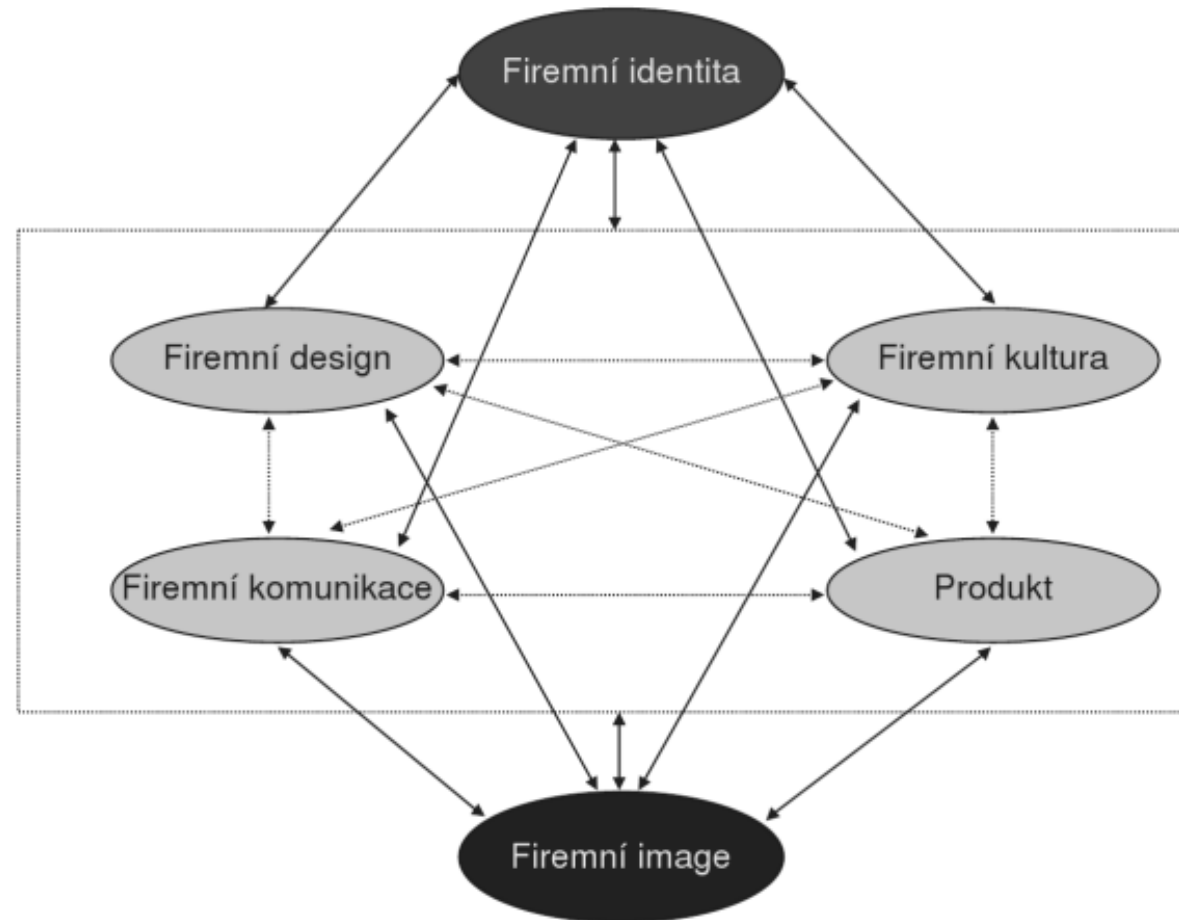 Firemní identita
Firemní design
Firemní kultura
Firemní komunikace
Produkt
Firemní image